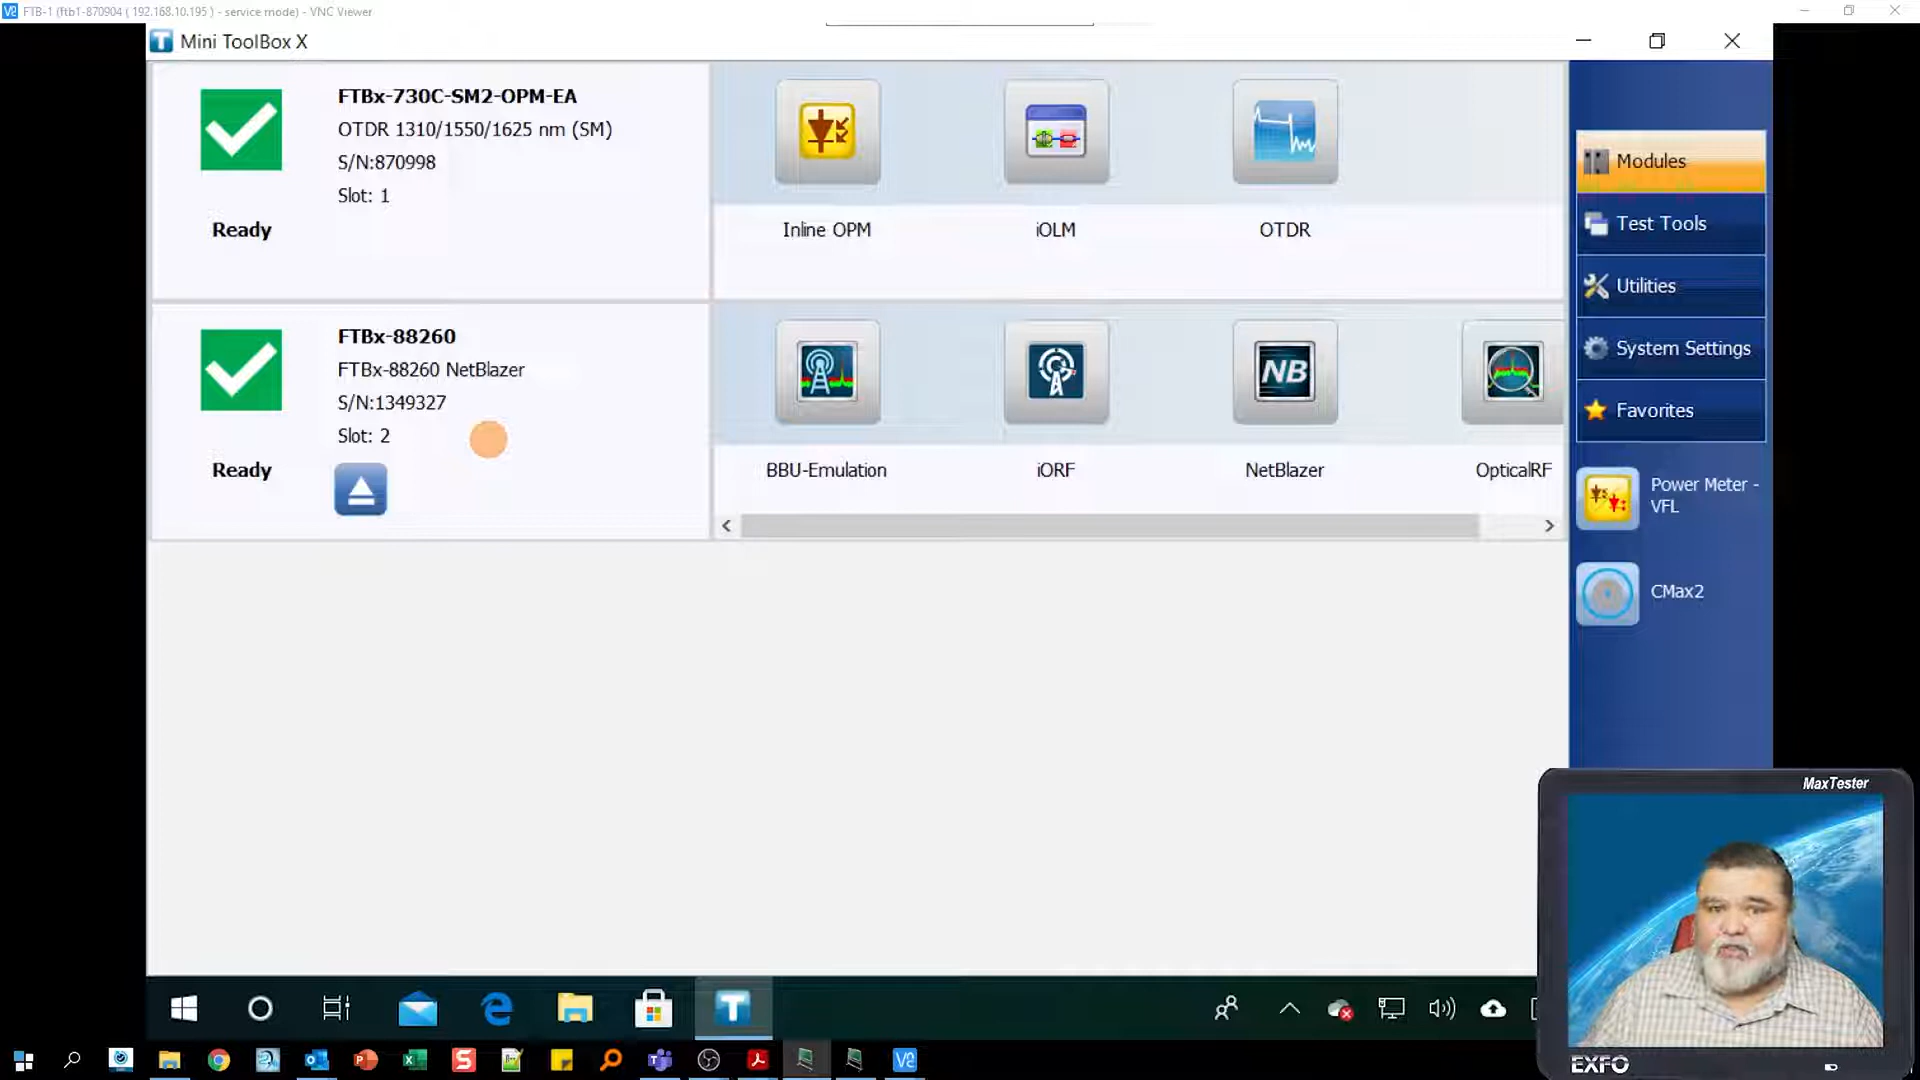 FTB-1 (ftb1-870904 ( 192.168.10.195 ) - service mode) - VNC Viewer
Mini ToolBox X
FTBx-730C-SM2-OPM-EA
OTDR 1310/1550/1625 nm (SM)
S/N:870998
Slot: 1
Ready
Inline OPM
iOLM
OTDR
FTBx-88260
FTBx-88260 NetBlazer
S/N:1349327
Slot: 2
Ready
NB
BBU-Emulation
iORF
NetBlazer
OpticalRF
Modules
Test Tools
Utilities
System Settings
Favorites
Power Meter -
VFL
CMax2
MaxTester
EXFO